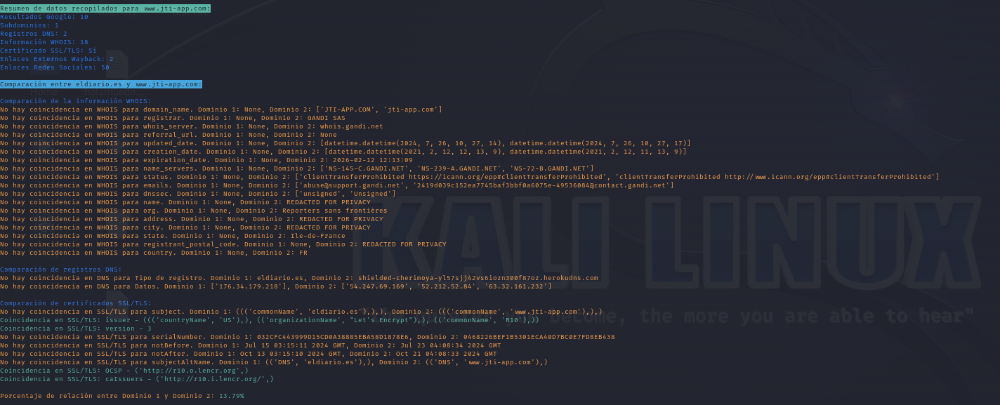 Resumen de datos recopilados para www.jti-app.com:
Resultados Google: 10
Subdominios: 1
Registros DNS: 2
Información WHOIS: 18
Certificado SSL/TLS: Sí
Enlaces Externos Wayback: 2
Enlaces Redes Sociales: 50
Comparación entre eldiario.es y www.jti-app.com:
Home holamundo...
Comparación de la información WHOIS:
No hay coincidencia en WHOIS para domain_name. Dominio 1: None, Dominio 2: ['JTI-APP.COM', 'jti-app.com']
No hay coincidencia en WHOIS para registrar. Dominio 1: None, Dominio 2: GANDI SAS
No hay coincidencia en WHOIS para whois_server. Dominio 1: None, Dominio 2: whois.gandi.net
No hay coincidencia en WHOIS para referral_url. Dominio 1: None, Dominio 2: None
No hay coincidencia en WHOIS para updated_date. Dominio 1: None, Dominio 2: [datetime.datetime(2024, 7, 26, 10, 27, 14), datetime.datetime(2024, 7, 26, 10, 27, 17)]
No hay coincidencia en WHOIS para creation_date. Dominio 1: None, Dominio 2: [datetime.datetime(2021, 2, 12, 12, 13, 9), datetime.datetime(2021, 2, 12, 11, 13, 9)]
No hay coincidencia en WHOIS para expiration_date. Dominio 1: None, Dominio 2: 2026-02-12 12:13:09
No hay coincidencia en WHOIS para name_servers. Dominio 1: None, Dominio 2: ['NS-145-C.GANDI.NET', 'NS-239-A.GANDI.NET', 'NS-72-B.GANDI.NET']
No hay coincidencia en WHOIS para status. Dominio 1: None, Dominio 2: ['clientTransferProhibited https://icann.org/epp#clientTransferProhibited', 'clientTransferProhibited http://www.icann.org/epp#clientTransferProhibited']
No hay coincidencia en WHOIS para emails. Dominio 1: None, Dominio 2: ['abuse@support.gandi.net', '2419d039c152ea7745baf3bbf0a6075e-49536084@contact.gandi.net']
No hay coincidencia en WHOIS para dnssec. Dominio 1: None, Dominio 2: ['unsigned', 'Unsigned']
No hay coincidencia en WHOIS para name. Dominio 1: None, Dominio 2: REDACTED FOR PRIVACY
No hay coincidencia en WHOIS para org. Dominio 1: None, Dominio 2: Reporters sans frontières
No hay coincidencia en WHOIS para address. Dominio 1: None, Dominio 2: REDACTED FOR PRIVACY
No hay coincidencia en WHOIS para city. Dominio 1: None, Dominio 2: REDACTED FOR PRIVACY
No hay coincidencia en WHOIS para state. Dominio 1: None, Dominio 2: Ile-de-France
No hay coincidencia en WHOIS para registrant_postal_code. Dominio 1: None, Dominio 2: REDACTED FOR PRIVACY
No hay coincidencia en WHOIS para country. Dominio 1: None, Dominio 2: FR
KALI LINUX
Comparación de registros DNS:
No hay coincidencia en DNS para Tipo de registro. Dominio 1: eldiario.es, Dominio 2: shielded-cherimoya-yl57sjj42vs6iozn300f87oz.herokudns.com
No hay coincidencia en DNS para Datos. Dominio 1: ['176.34.179.218'], Dominio 2: ['54.247.69.169', '52.212.52.84', '63.32.161.232']
Comparación de certificados SSL/TLS:
No hay coincidencia en SSL/TLS para subject. Dominio 1: ((('commonName', 'eldiario.es'),),), Dominio 2: ((('commonName', 'www.jti-app.com'),),)
become, the more you are able to hear"
Coincidencia en SSL/TLS: issuer - ((('countryName', 'US'),), (('organizationName', "Let's Encrypt"),), (('commonName', 'R10'),))
Coincidencia en SSL/TLS: version - 3
No hay coincidencia en SSL/TLS para serialNumber. Dominio 1: 032CFC443999D15CD0A38885EBA58D1878E6, Dominio 2: 0468226BEF1B5301ECA40D7BC0E7FD8EB438
No hay coincidencia en SSL/TLS para notBefore. Dominio 1: Jul 15 03:15:11 2024 GMT, Dominio 2: Jul 23 04:08:34 2024 GMT
No hay coincidencia en SSL/TLS para notAfter. Dominio 1: Oct 13 03:15:10 2024 GMT, Dominio 2: Oct 21 04:08:33 2024 GMT
No hay coincidencia en SSL/TLS para subjectAltName. Dominio 1: (('DNS', 'eldiario.es'),), Dominio 2: (('DNS', 'www.jti-app.com'),)
Coincidencia en SSL/TLS: OCSP - ('http://r10.o.lencr.org',)
Coincidencia en SSL/TLS: caIssuers - ('http://r10.i.lencr.org/',)
Porcentaje de relación entre Dominio 1 y Dominio 2: 13.79%